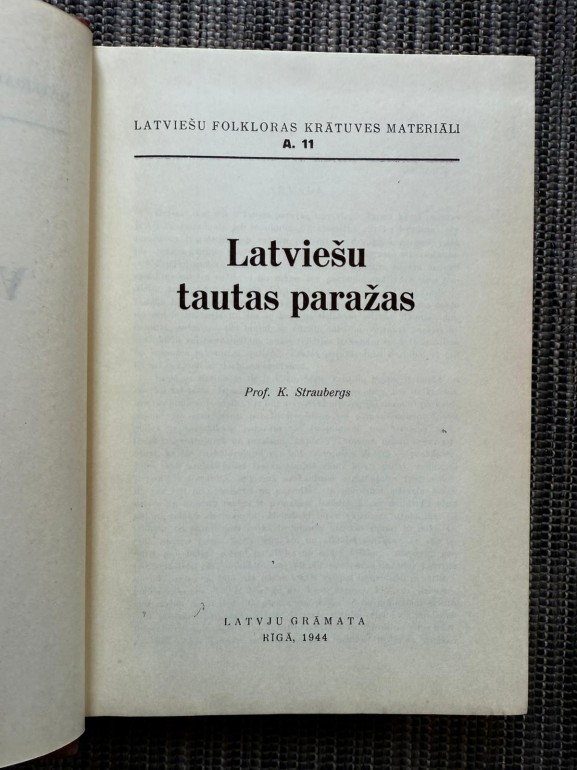 LATVIEŠU FOLKLORAS KRĀTUVES MATERIĀLI
A. 11
Latviešu
tautas paražas
Prof. K. Straubergs
LATVJU GRĀMATA
RĪGĀ, 1944